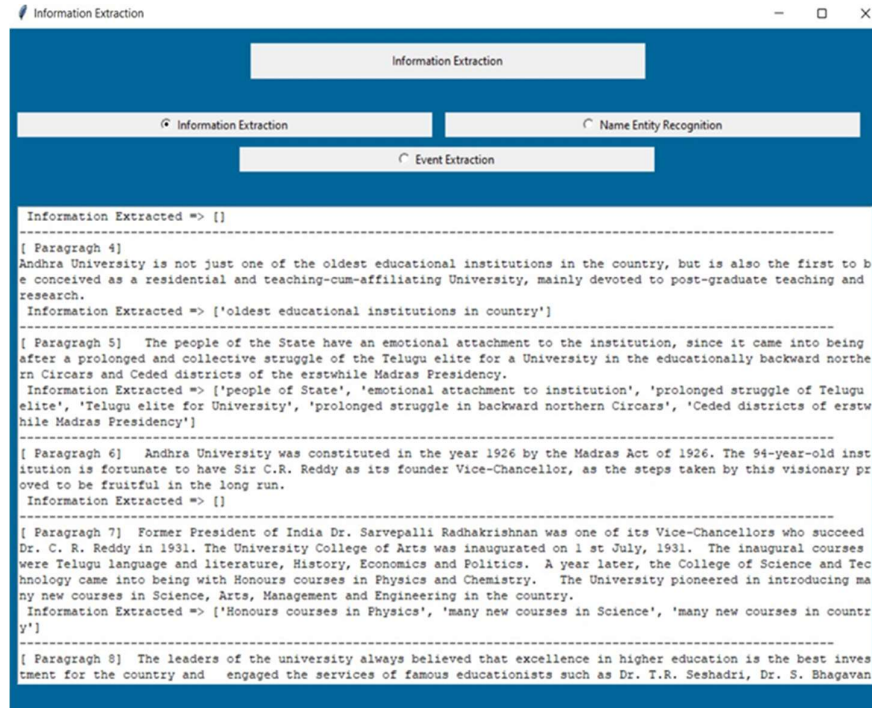 Information Extraction
Information Extraction
Information Extraction
Name Entity Recognition
Event Extraction
Information Extracted => []
--------------------------------------------------------------------------------------------------------
[ Paragragh 4]
Andhra University is not just one of the oldest educational institutions in the country, but is also the first to b
e conceived as a residential and teaching-cum-affiliating University, mainly devoted to post-graduate teaching and
research.
Information Extracted => ['oldest educational institutions in country']
--------------------------------------------------------------------------------------------------------
[ Paragragh 5]   The people of the State have an emotional attachment to the institution, since it came into being
after a prolonged and collective struggle of the Telugu elite for a University in the educationally backward northe
rn Circars and Ceded districts of the erstwhile Madras Presidency.
Information Extracted => ['people of State', 'emotional attachment to institution', 'prolonged struggle of Telugu
elite', 'Telugu elite for University', 'prolonged struggle in backward northern Circars', 'Ceded districts of erstw
hile Madras Presidency']
--------------------------------------------------------------------------------------------------------
[ Paragragh 6]   Andhra University was constituted in the year 1926 by the Madras Act of 1926. The 94-year-old inst
itution is fortunate to have Sir C.R. Reddy as its founder Vice-Chancellor, as the steps taken by this visionary pr
oved to be fruitful in the long run.
Information Extracted => []
--------------------------------------------------------------------------------------------------------
[ Paragragh 7]  Former President of India Dr. Sarvepalli Radhakrishnan was one of its Vice-Chancellors who succeed
Dr. C. R. Reddy in 1931. The University College of Arts was inaugurated on 1 st July, 1931.  The inaugural courses
were Telugu language and literature, History, Economics and Politics.  A year later, the College of Science and Tec
hnology came into being with Honours courses in Physics and Chemistry.   The University pioneered in introducing ma
ny new courses in Science, Arts, Management and Engineering in the country.
Information Extracted => ['Honours courses in Physics', 'many new courses in Science', 'many new courses in countr
y']
--------------------------------------------------------------------------------------------------------
[ Paragragh 8]  The leaders of the university always believed that excellence in higher education is the best inves
tment for the country and   engaged the services of famous educationists such as Dr. T.R. Seshadri, Dr. S. Bhagavan